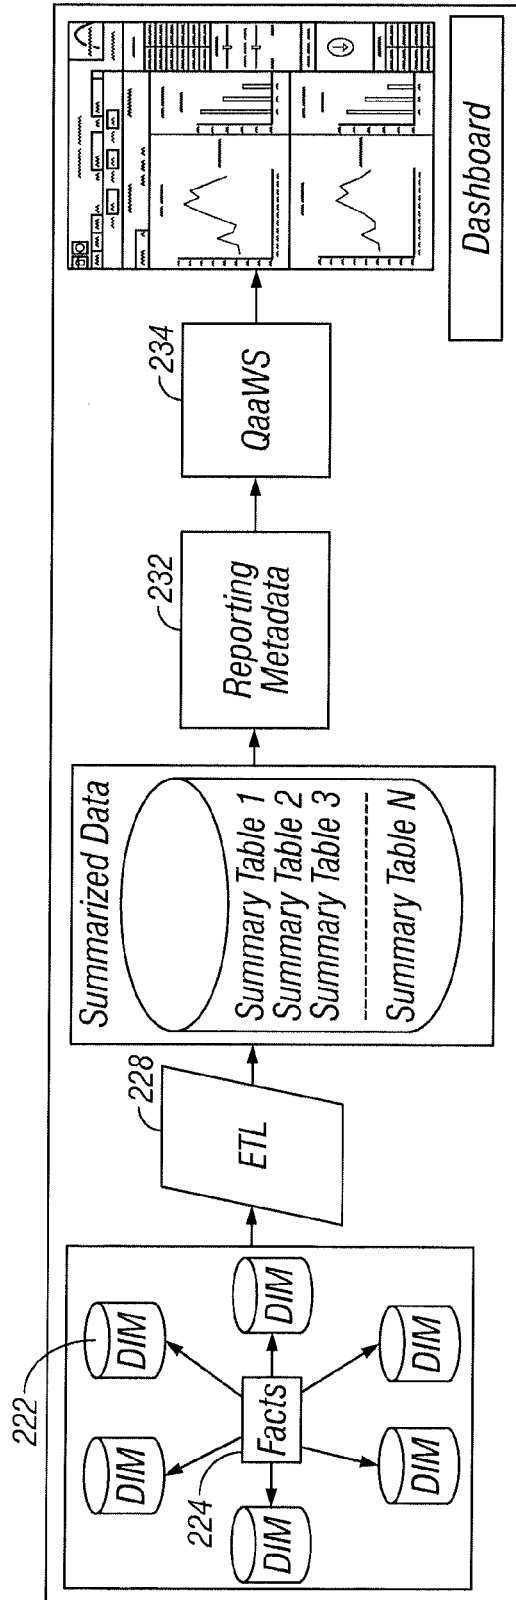 222
DIM
DIM
DIM
224
Facts
DIM
DIM
DIM
228
ETL
Summarized Data
Summary Table 1
Summary Table 2
Summary Table 3
Summary Table N
232
Reporting
Metadata
234
QaaWS
Dashboard